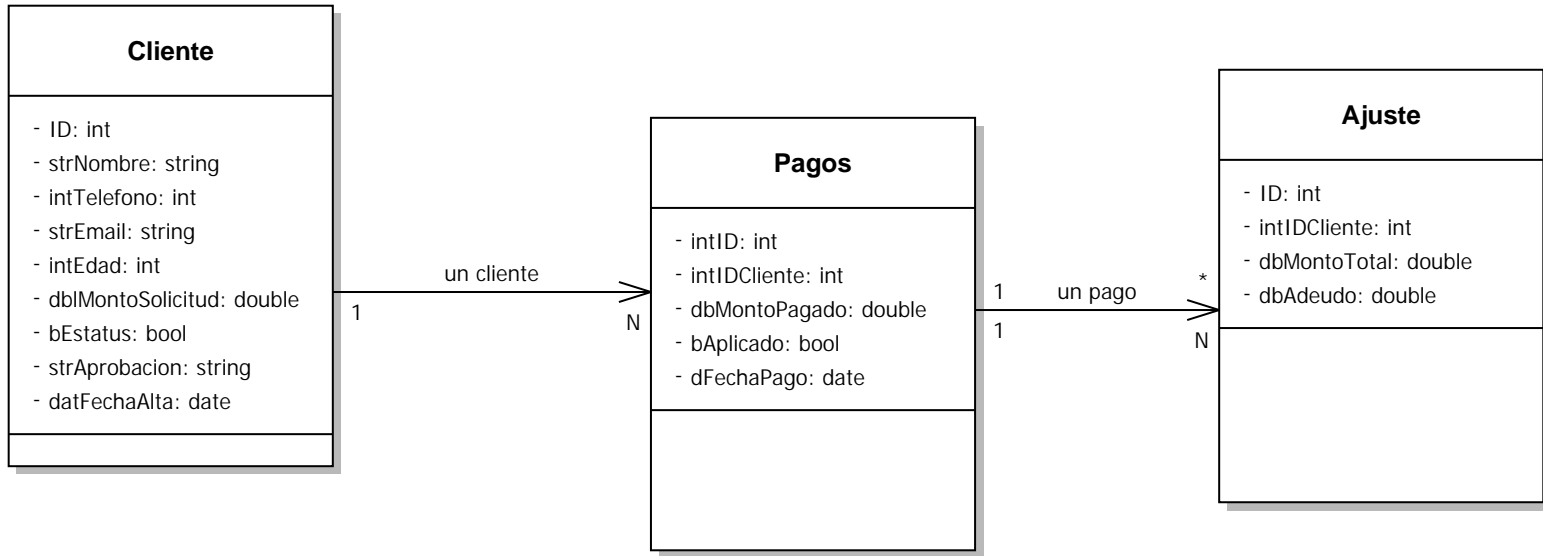 Cliente
- ID: int
- strNombre: string
- intTelefono: int
- strEmail: string
- intEdad: int
- dblMontoSolicitud: double
- bEstatus: bool
- strAprobacion: string
- datFechaAlta: date
un cliente
1
N
Pagos
- intID: int
- intIDCliente: int
- dbMontoPagado: double
- bAplicado: bool
- dFechaPago: date
1
un pago
*
1
N
Ajuste
- ID: int
- intIDCliente: int
- dbMontoTotal: double
- dbAdeudo: double